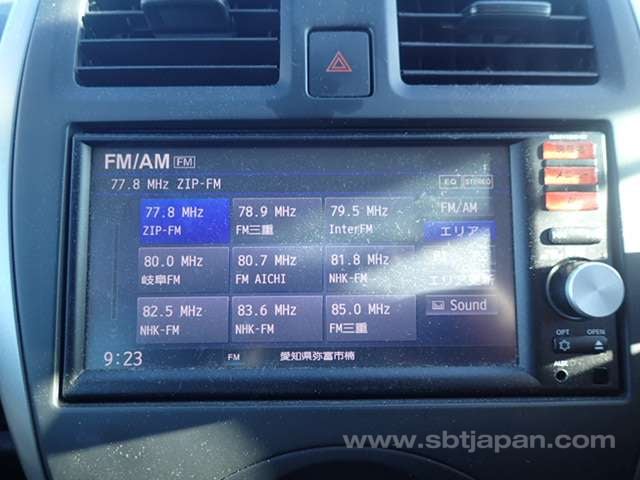 FM/AM FM
77.8 MHz ZIP-FM EQ STEREO
77.8 MHz 78.9 MHz 79.5 MHz FM/AM
ZIP-FM FM三重 InterFM エリア
80.0 MHz 80.7 MHz 81.8 MHz
岐阜FM FM AICHI NHK-FM
82.5 MHz 83.6 MHz 85.0 MHz Sound
NHK-FM NHK-FM FM三重
9:23 FM 愛知県弥富市楠
OPT OPEN
AUX
www.sbtjapan.com